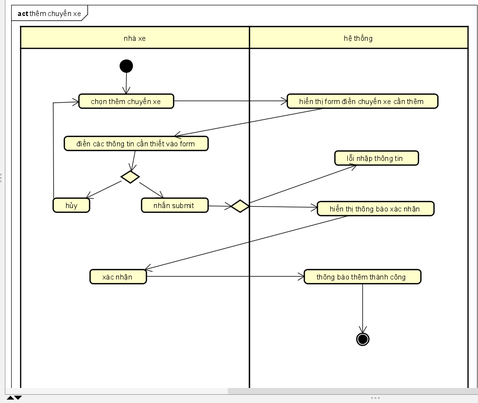 act thêm chuyến xe
nhà xe
hệ thống
chọn thêm chuyến xe
hiển thị form điền chuyến xe cần thêm
điền các thông tin cần thiết vào form
lỗi nhập thông tin
hủy
nhấn submit
hiển thị thông báo xác nhận
xác nhận
thông báo thêm thành công